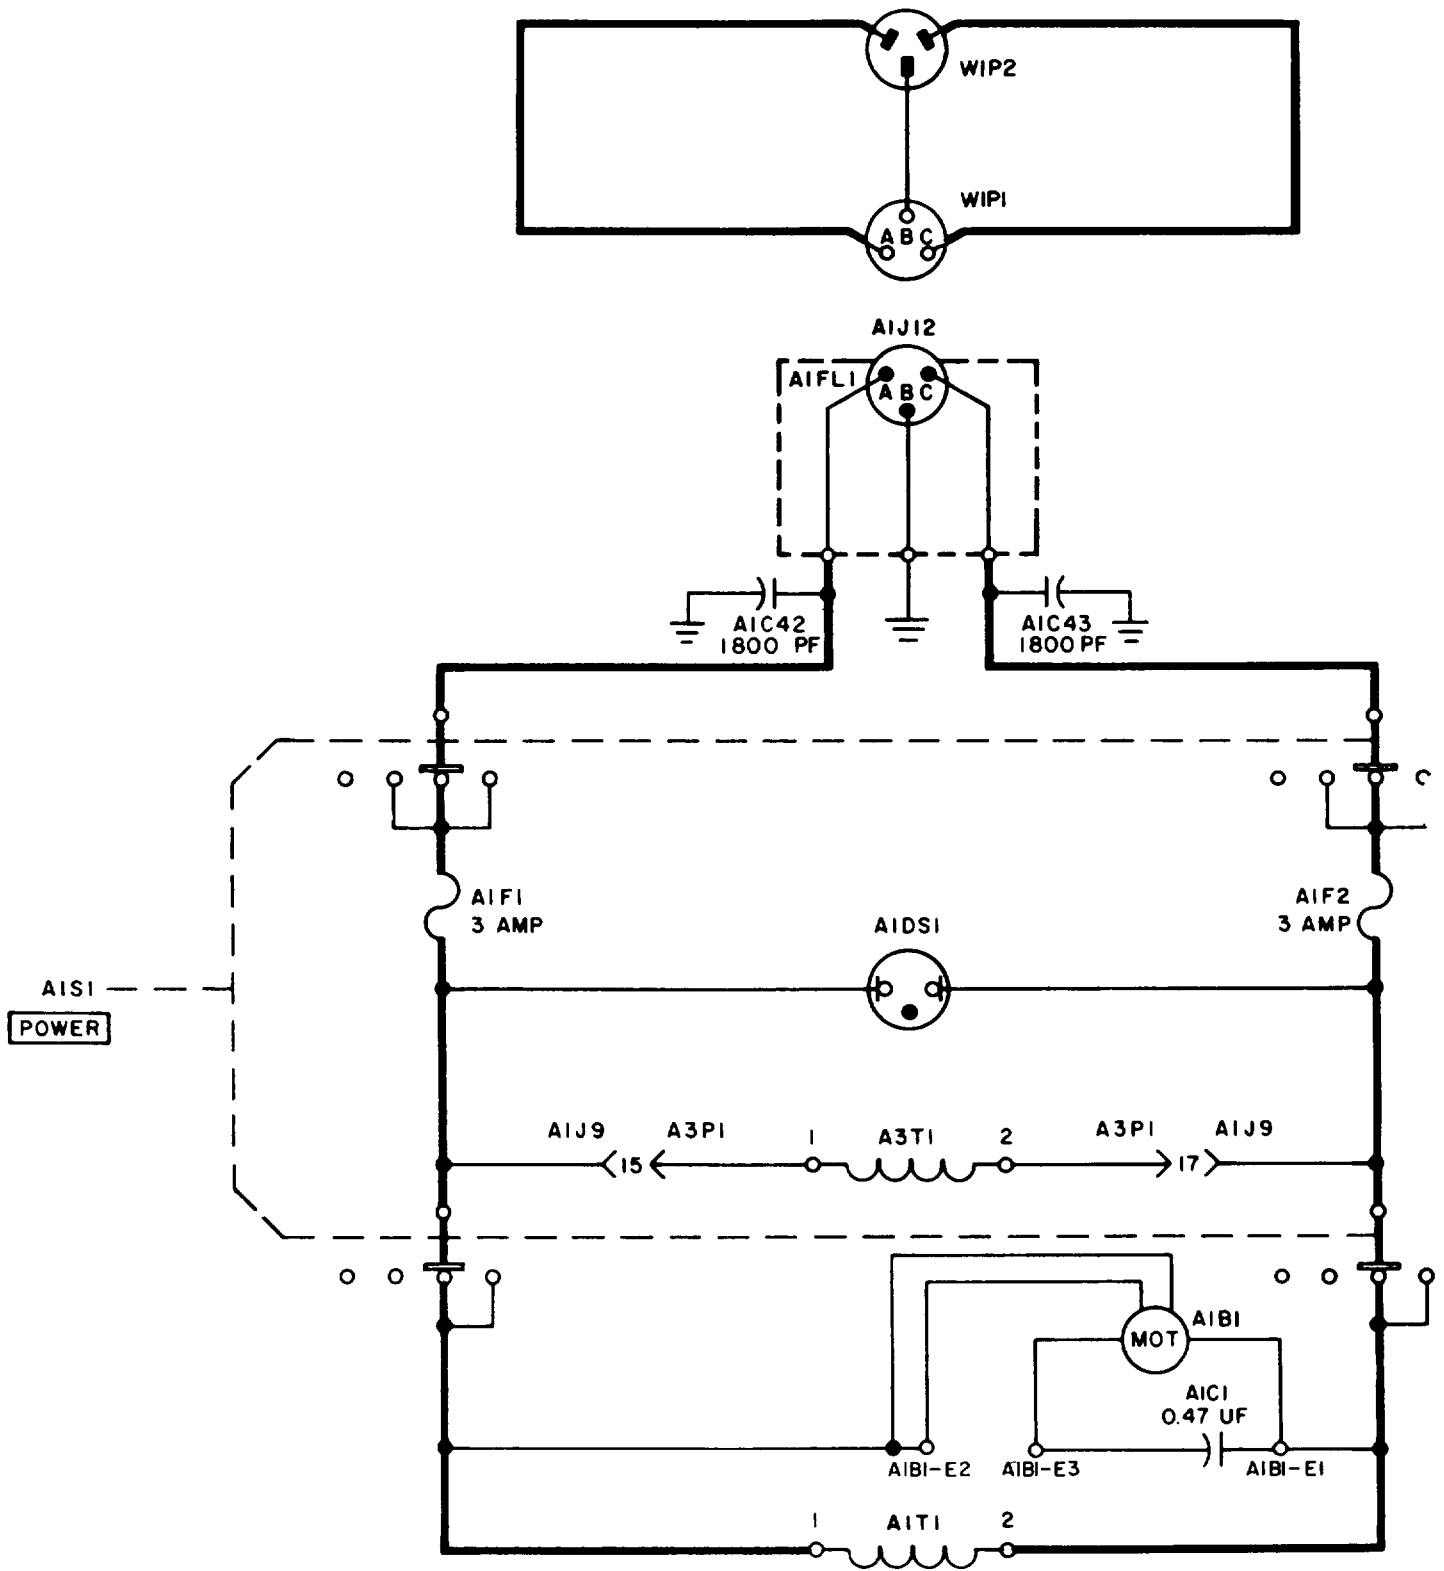 W1P2
W1P1
A B C
A1J12
A1FL1
A B C
A1C42
1800 PF
A1C43
1800 PF
A1F1
3 AMP
A1F2
3 AMP
A1DS1
A1S1
POWER
A1J9
A3P1
1
A3T1
2
A3P1
A1J9
15
17
A1B1
MOT
A1C1
0.47 UF
A1B1-E2
A1B1-E3
A1B1-E1
1
A1T1
2